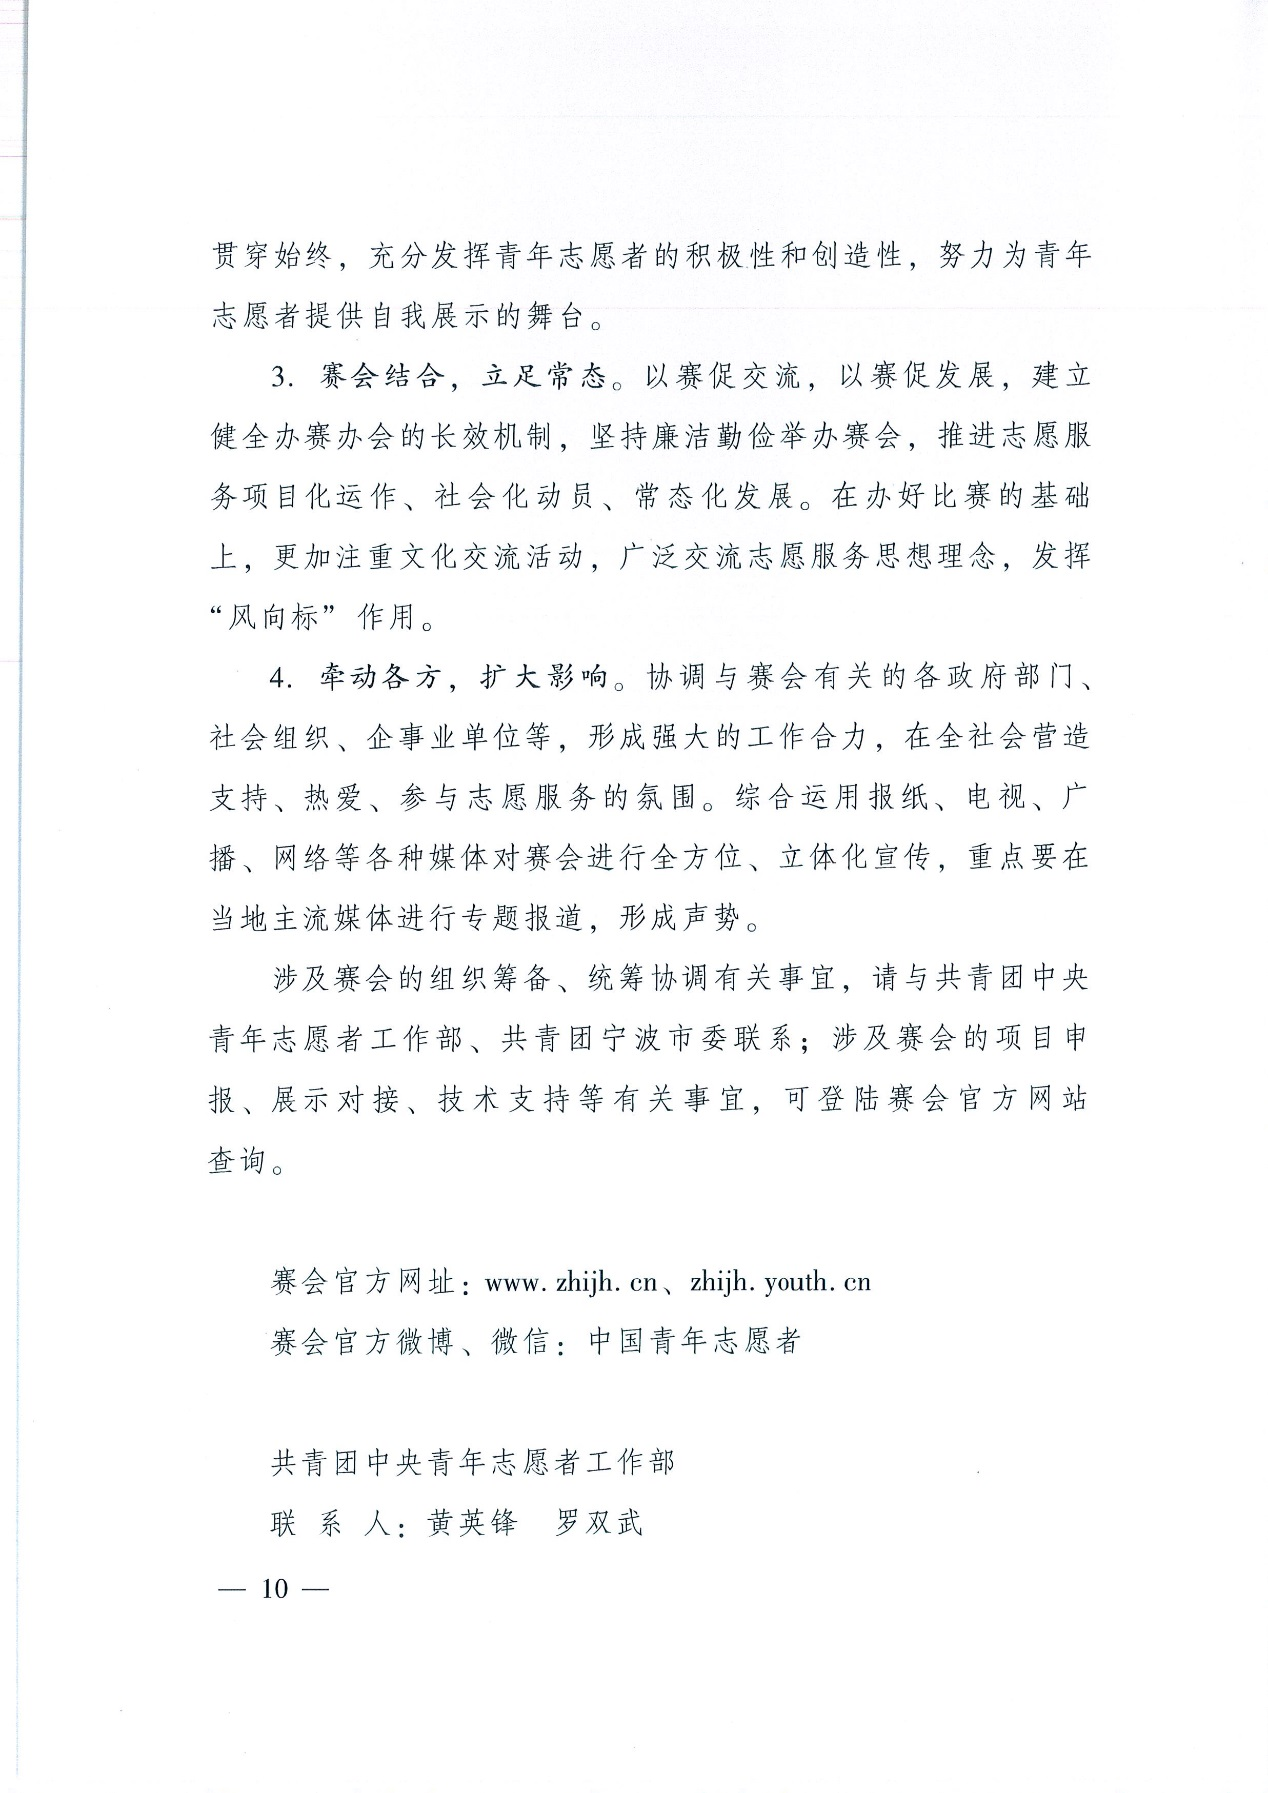 贯穿始终，充分发挥青年志愿者的积极性和创造性，努力为青年
志愿者提供自我展示的舞台。
3. 赛会结合，立足常态。以赛促交流，以赛促发展，建立
健全办赛办会的长效机制，坚持廉洁勤俭举办赛会，推进志愿服
务项目化运作、社会化动员、常态化发展。在办好比赛的基础
上，更加注重文化交流活动，广泛交流志愿服务思想理念，发挥
“风向标”作用。
4. 牵动各方，扩大影响。协调与赛会有关的各政府部门、
社会组织、企事业单位等，形成强大的工作合力，在全社会营造
支持、热爱、参与志愿服务的氛围。综合运用报纸、电视、广
播、网络等各种媒体对赛会进行全方位、立体化宣传，重点要在
当地主流媒体进行专题报道，形成声势。
涉及赛会的组织筹备、统筹协调有关事宜，请与共青团中央
青年志愿者工作部、共青团宁波市委联系；涉及赛会的项目申
报、展示对接、技术支持等有关事宜，可登陆赛会官方网站
查询。
赛会官方网址：www.zhijh.cn、zhijh.youth.cn
赛会官方微博、微信：中国青年志愿者
共青团中央青年志愿者工作部
联 系 人：黄英锋　罗双武
— 10 —